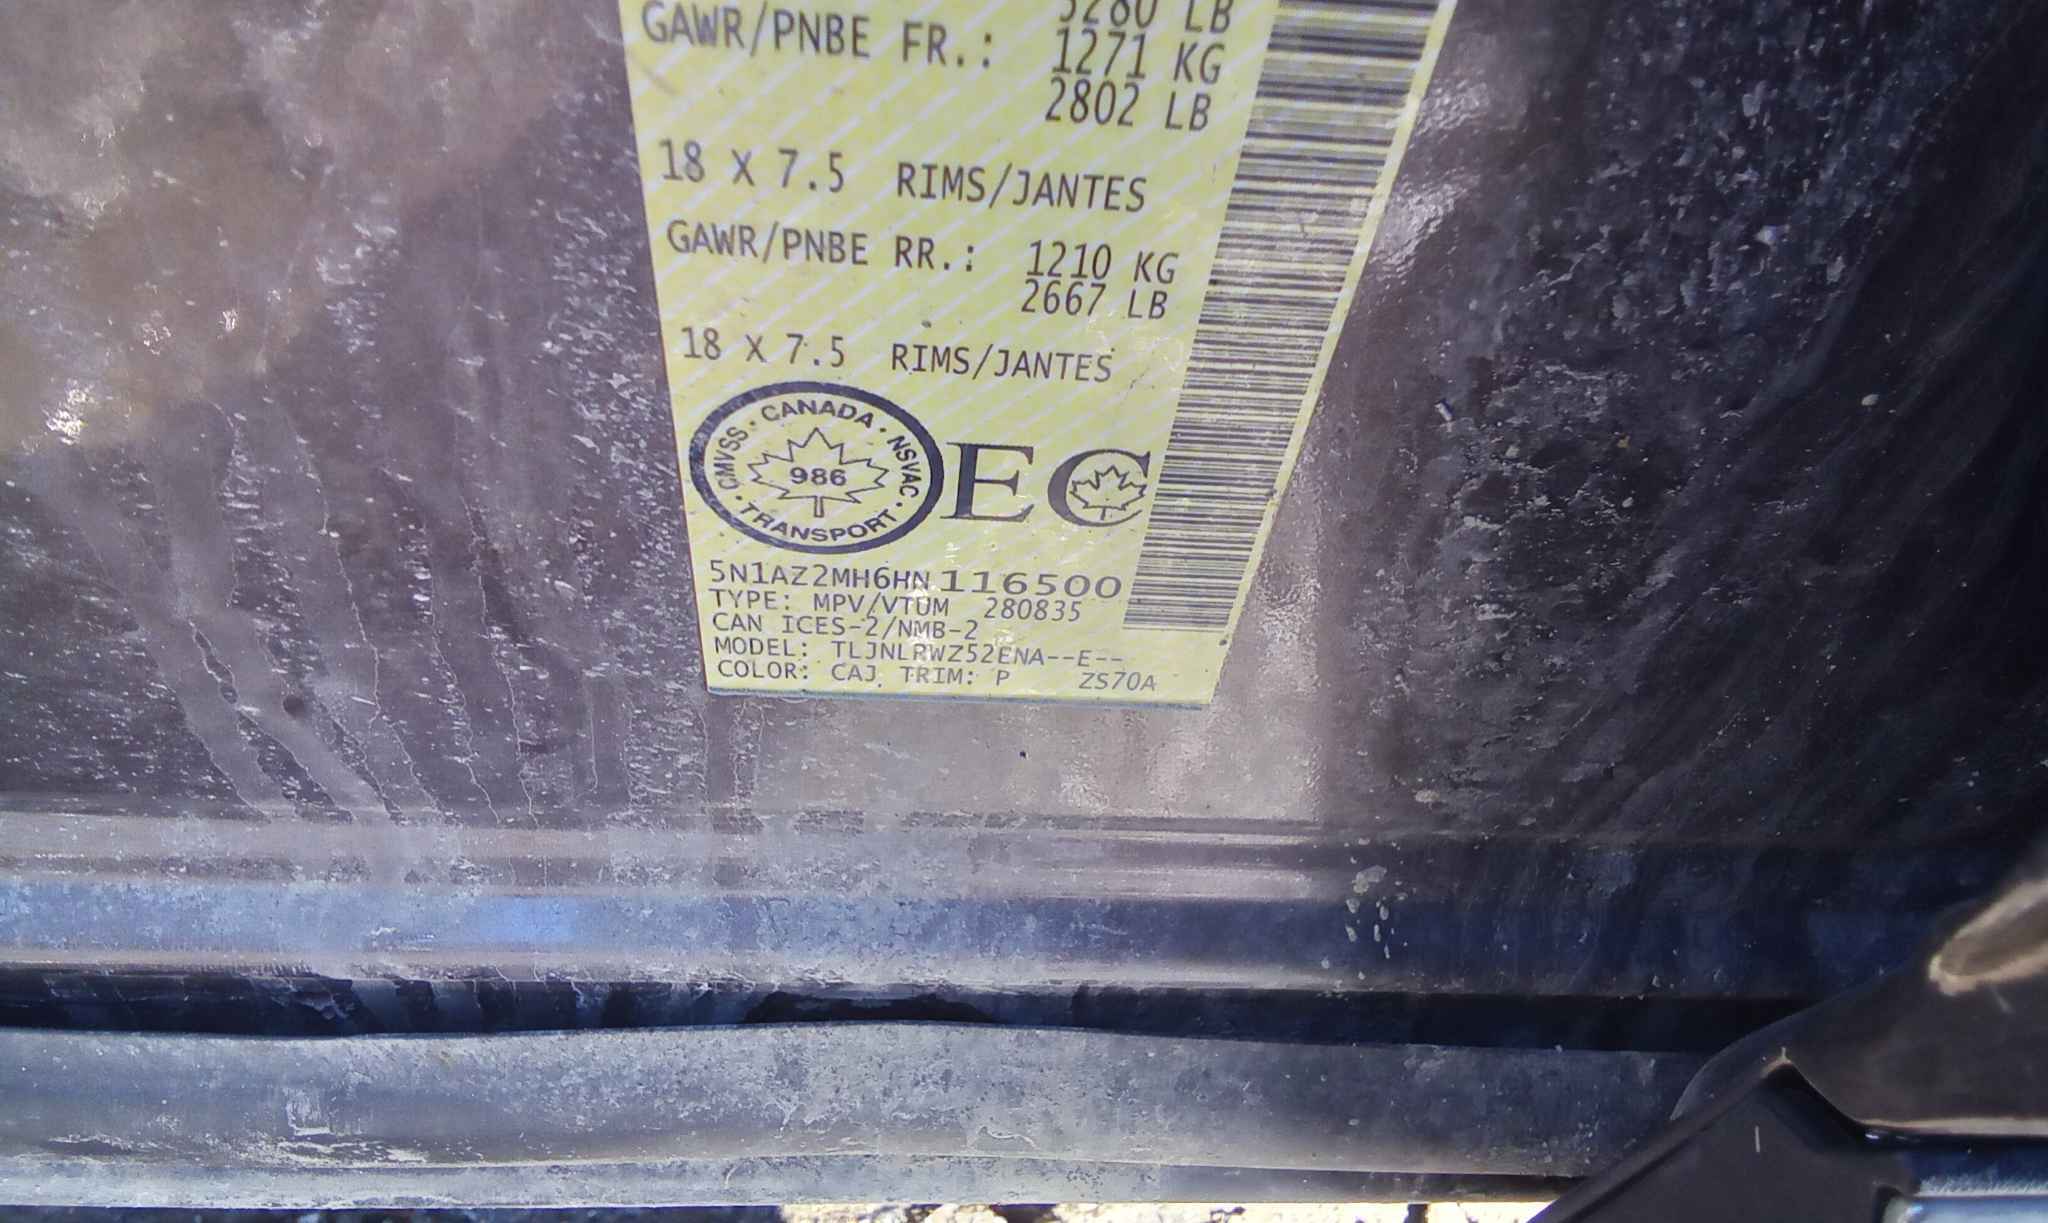 5280 LB
GAWR/PNBE FR.: 1271 KG
2802 LB
18 X 7.5 RIMS/JANTES
GAWR/PNBE RR.: 1210 KG
2667 LB
18 X 7.5 RIMS/JANTES
CMVSS · CANADA · NSVAC · TRANSPORT ·
986
EC
5N1AZ2MH6HN116500
TYPE: MPV/VTUM 280835
CAN ICES-2/NMB-2
MODEL: TLJNLRWZ52ENA--E--
COLOR: CAJ TRIM: P ZS70A